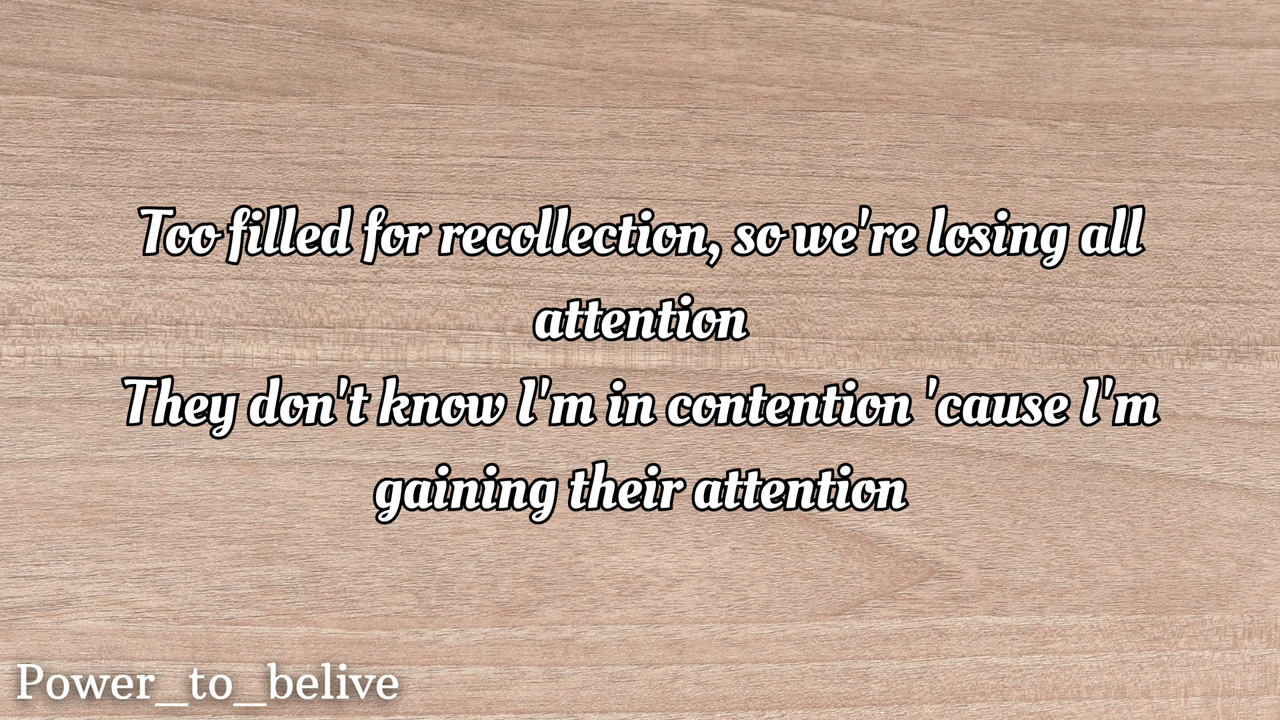 Too filled for recollection, so we're losing all
attention
They don't know I'm in contention 'cause I'm
gaining their attention
Power_to_belive